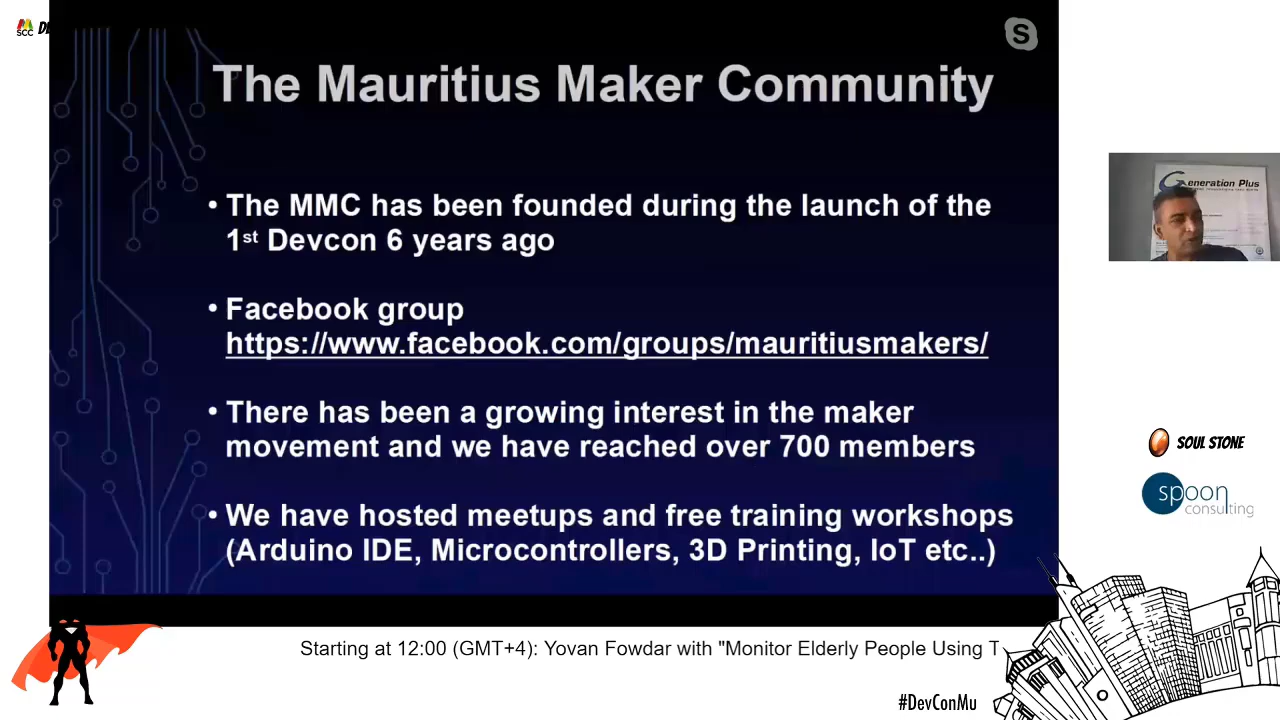 SCC
S
The Mauritius Maker Community
• The MMC has been founded during the launch of the
1st Devcon 6 years ago
• Facebook group
https://www.facebook.com/groups/mauritiusmakers/
• There has been a growing interest in the maker
movement and we have reached over 700 members
• We have hosted meetups and free training workshops
(Arduino IDE, Microcontrollers, 3D Printing, IoT etc..)
Generation Plus
SOUL STONE
spoon
consulting
Starting at 12:00 (GMT+4): Yovan Fowdar with "Monitor Elderly People Using T
#DevConMu